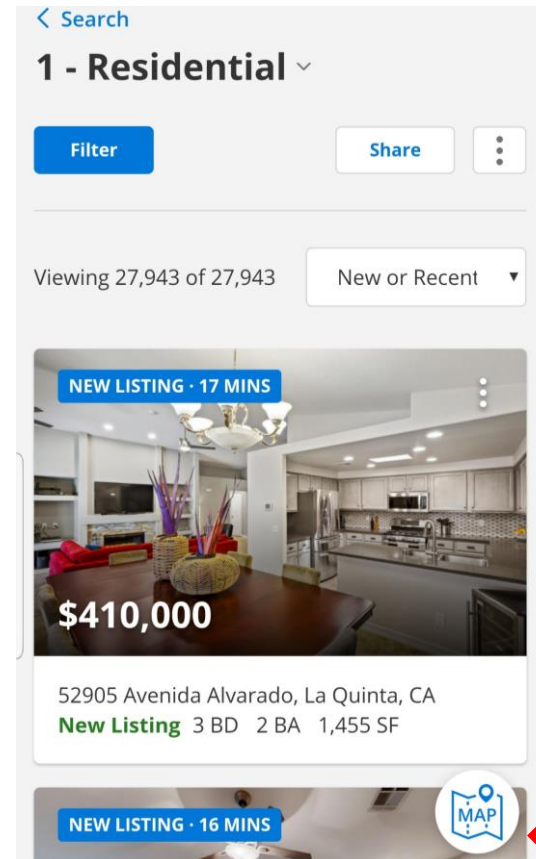 Search
1 - Residential
Filter
Share
Viewing 27,943 of 27,943
New or Recent
NEW LISTING · 17 MINS
$410,000
52905 Avenida Alvarado, La Quinta, CA
New Listing 3 BD 2 BA 1,455 SF
NEW LISTING · 16 MINS
MAP